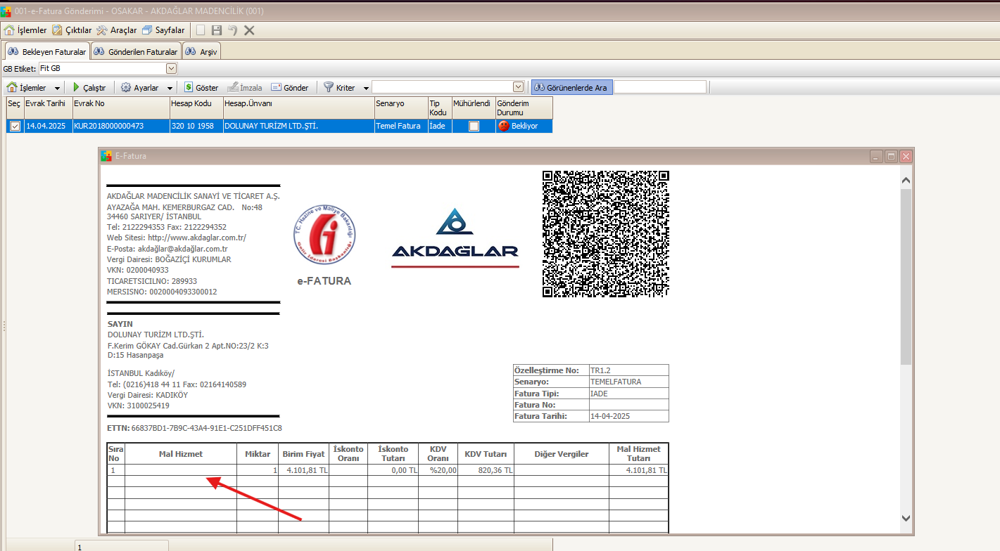 001-e-Fatura Gönderimi - OSAKAR - AKDAĞLAR MADENCİLİK (001)
İşlemler Çıktılar Araçlar Sayfalar
Bekleyen Faturalar Gönderilen Faturalar Arşiv
GB Etiket: Fit GB
İşlemler Çalıştır Ayarlar Göster İmzala Gönder Kriter Görünenlerde Ara
Seç Evrak Tarihi Evrak No Hesap Kodu Hesap.Ünvanı Senaryo Tip Kodu Mühürlendi Gönderim Durumu
14.04.2025 KUR2018000000473 320 10 1958 DOLUNAY TURİZM LTD.ŞTİ. Temel Fatura İade Bekliyor
E-Fatura
AKDAĞLAR MADENCİLİK SANAYİ VE TİCARET A.Ş.
AYAZAĞA MAH. KEMERBURGAZ CAD. No:48
34460 SARIYER/ İSTANBUL
Tel: 2122294353 Fax: 2122294352
Web Sitesi: http://www.akdaglar.com.tr/
E-Posta: akdağlar@akdağlar.com.tr
Vergi Dairesi: BOĞAZİÇİ KURUMLAR
VKN: 0200040933
TICARETSICILNO: 289933
MERSISNO: 0020004093300012
T.C. Hazine ve Maliye Bakanlığı
Gelir İdaresi Başkanlığı
e-FATURA
AKDAGLAR
SAYIN
DOLUNAY TURİZM LTD.ŞTİ.
F.Kerim GÖKAY Cad.Gürkan 2 Apt.NO:23/2 K:3
D:15 Hasanpaşa
İSTANBUL Kadıköy/
Tel: (0216)418 44 11 Fax: 02164140589
Vergi Dairesi: KADIKÖY
VKN: 3100025419
Özelleştirme No: TR1.2
Senaryo: TEMELFATURA
Fatura Tipi: IADE
Fatura No:
Fatura Tarihi: 14-04-2025
ETTN: 66837BD1-7B9C-43A4-91E1-C251DFF451C8
Sıra No Mal Hizmet Miktar Birim Fiyat İskonto Oranı İskonto Tutarı KDV Oranı KDV Tutarı Diğer Vergiler Mal Hizmet Tutarı
1 1 4.101,81 TL 0,00 TL %20,00 820,36 TL 4.101,81 TL
1